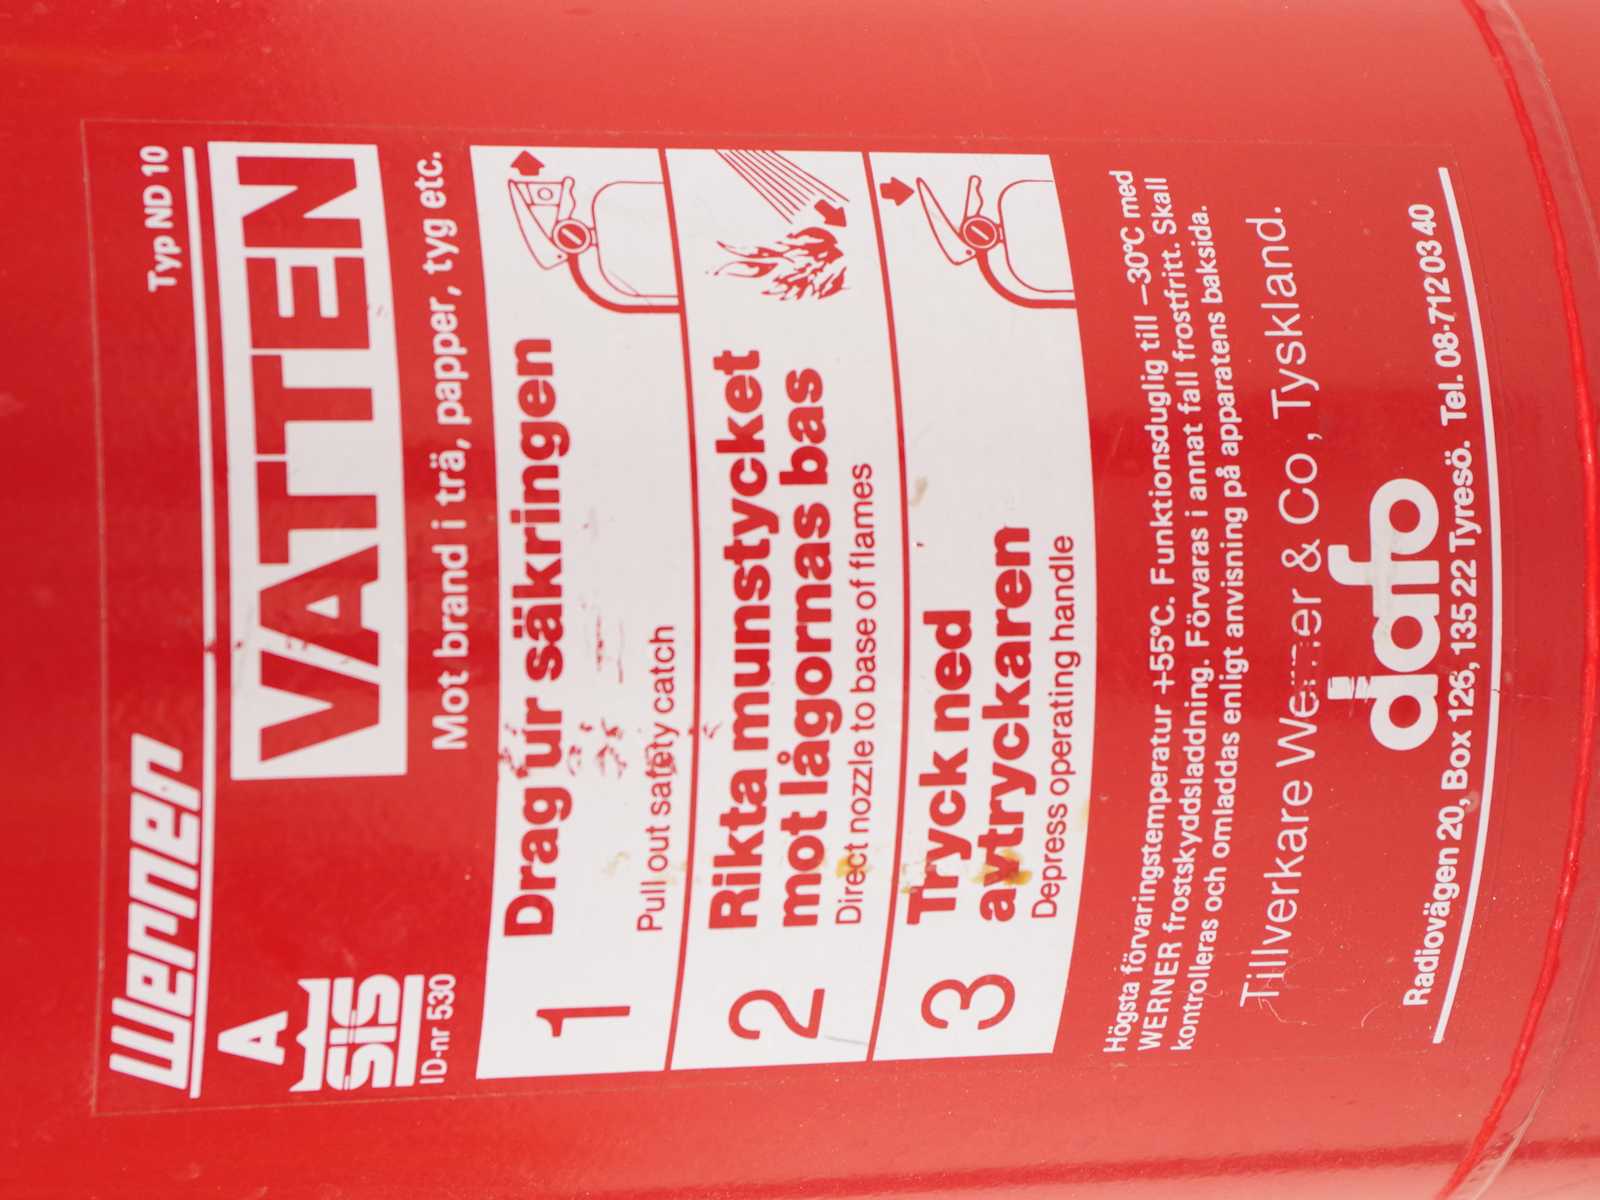 Werner
Typ ND 10
A
SIS
ID-nr 530
VATTEN
Mot brand i trä, papper, tyg etc.
1
Drag ur säkringen
Pull out safety catch
2
Rikta munstycket
mot lågornas bas
Direct nozzle to base of flames
3
Tryck ned
avtryckaren
Depress operating handle
Högsta förvaringstemperatur +55°C. Funktionsduglig till –30°C med
WERNER frostskyddsladdning. Förvaras i annat fall frostfritt. Skall
kontrolleras och omladdas enligt anvisning på apparatens baksida.
Tillverkare Werner & Co, Tyskland.
dafo
Radiovägen 20, Box 126, 135 22 Tyresö. Tel. 08-712 03 40